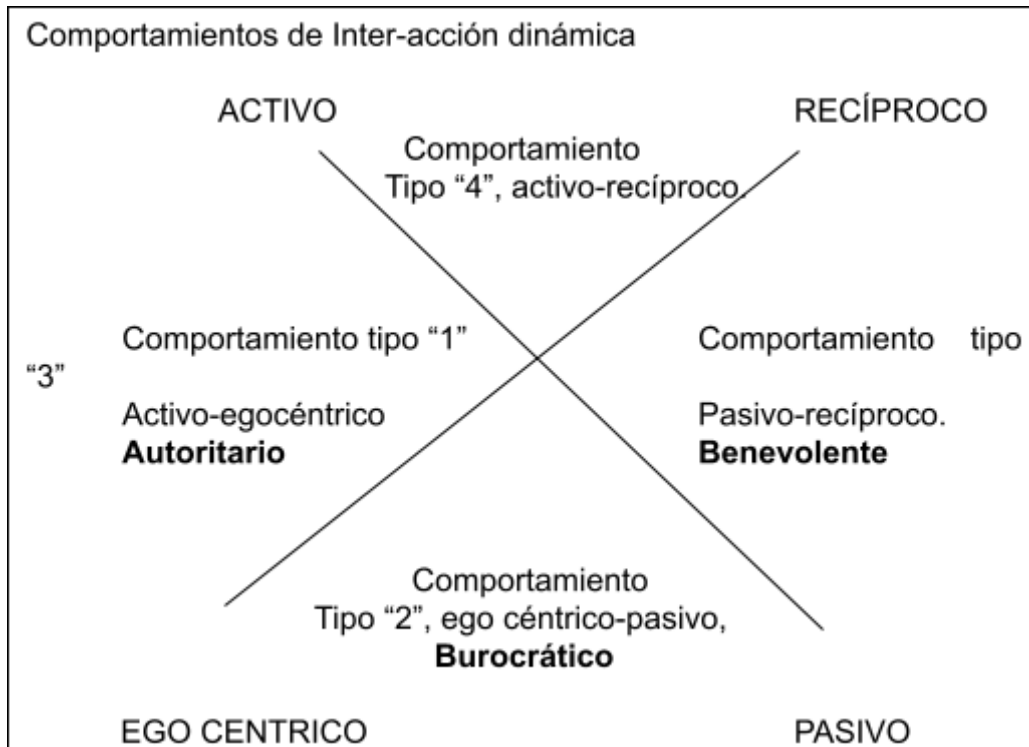 Comportamientos de Inter-acción dinámica
ACTIVO RECÍPROCO
Comportamiento
Tipo “4”, activo-recíproco.
Comportamiento tipo “1” Comportamiento tipo
“3”
Activo-egocéntrico Pasivo-recíproco.
Autoritario Benevolente
Comportamiento
Tipo “2”, ego céntrico-pasivo,
Burocrático
EGO CENTRICO PASIVO